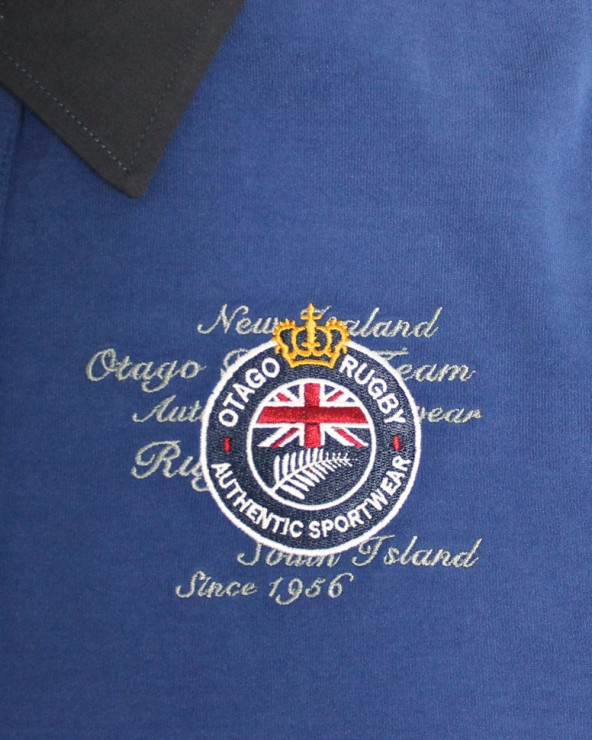 New Zealand
Otago Team
OTAGO RUGBY
AUTHENTIC SPORTWEAR
South Island
Since 1956